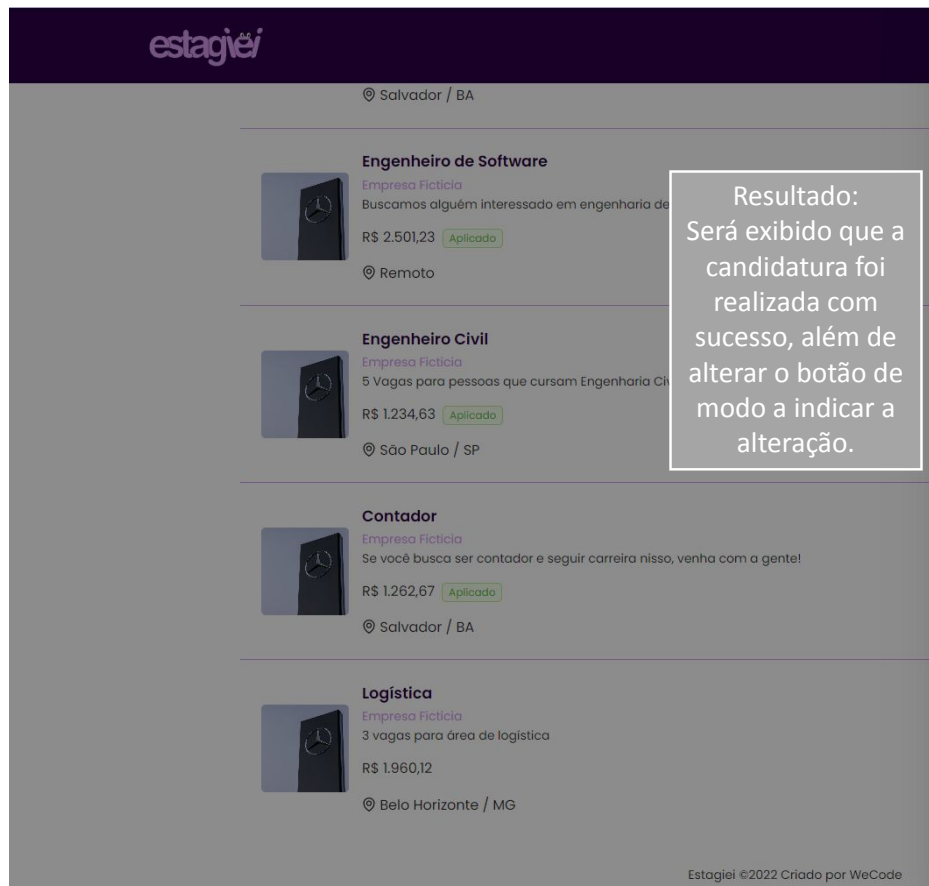 estagiei
Salvador / BA
Engenheiro de Software
Empresa Ficticia
Buscamos alguém interessado em engenharia de
R$ 2.501,23 Aplicado
Remoto
Engenheiro Civil
Empresa Ficticia
5 Vagas para pessoas que cursam Engenharia Civ
R$ 1.234,63 Aplicado
São Paulo / SP
Resultado:
Será exibido que a
candidatura foi
realizada com
sucesso, além de
alterar o botão de
modo a indicar a
alteração.
Contador
Empresa Ficticia
Se você busca ser contador e seguir carreira nisso, venha com a gente!
R$ 1.262,67 Aplicado
Salvador / BA
Logística
Empresa Ficticia
3 vagas para área de logística
R$ 1.960,12
Belo Horizonte / MG
Estagiei ©2022 Criado por WeCode